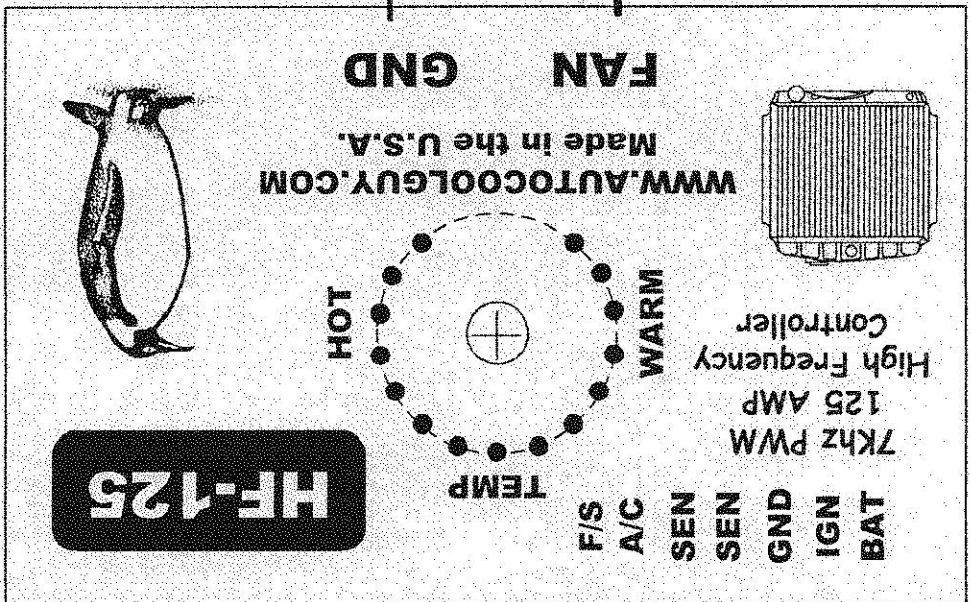 BAT
IGN
GND
SEN
SEN
A/C
F/S
TEMP
HF-125
7Khz PWM
125 AMP
High Frequency
Controller
WARM
HOT
WWW.AUTOCOOLGUY.COM
Made in the U.S.A.
FAN GND